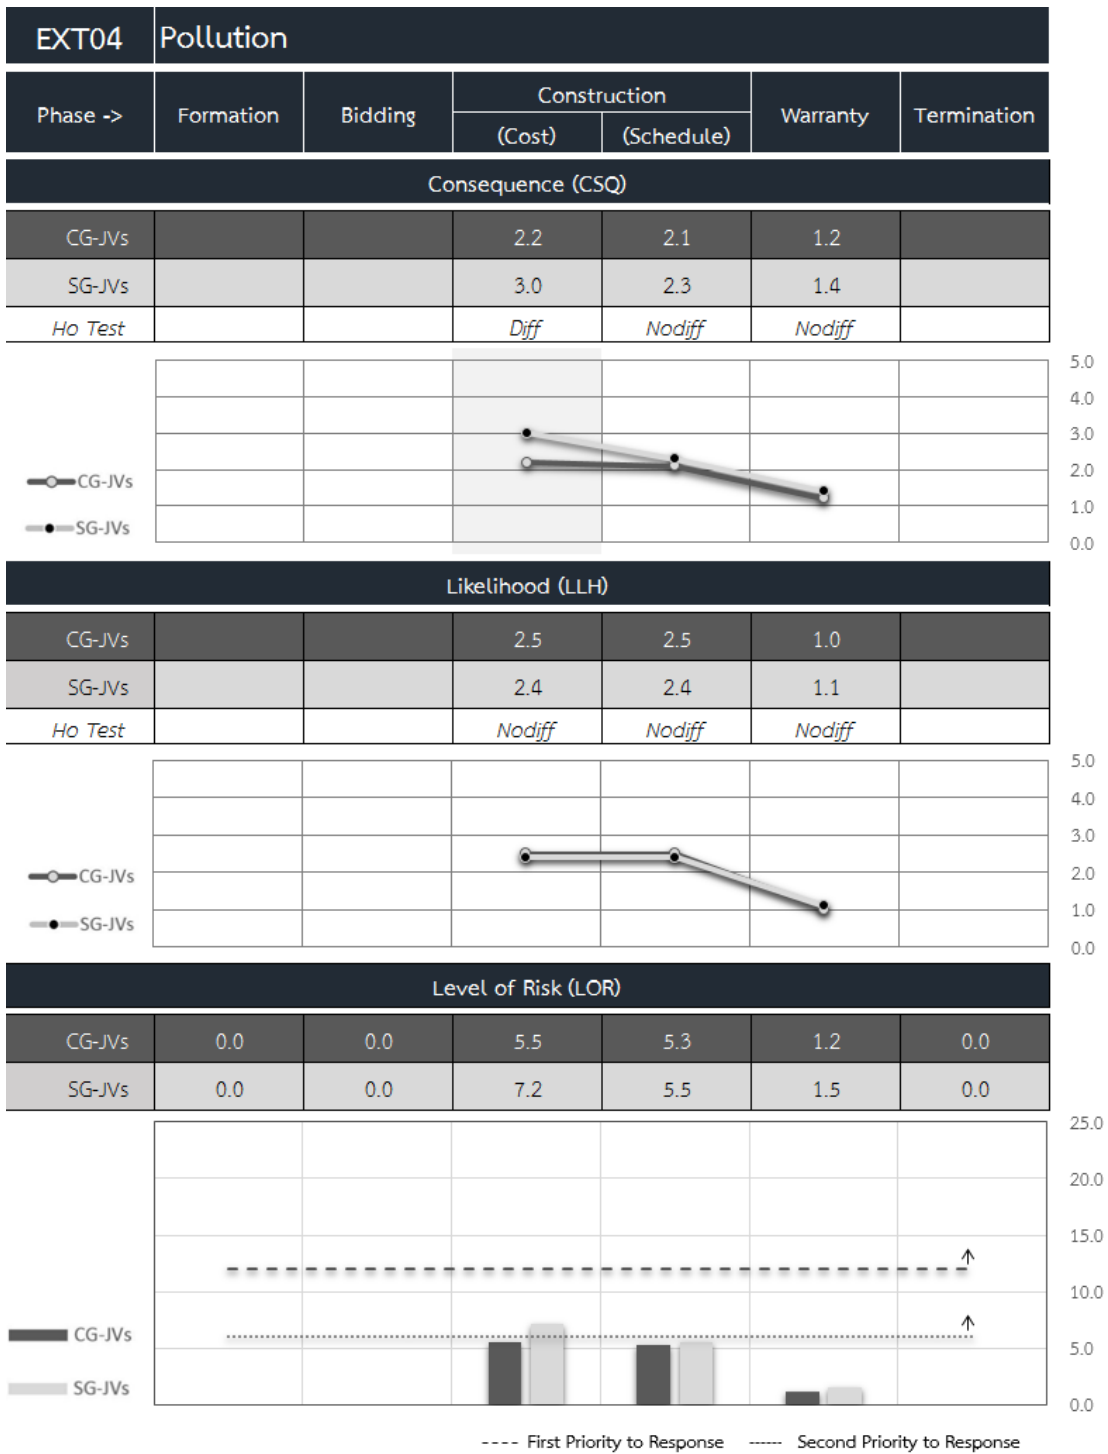 EXT04 Pollution
Phase -> Formation Bidding Construction Warranty Termination
(Cost) (Schedule)
Consequence (CSQ)
CG-JVs 2.2 2.1 1.2
SG-JVs 3.0 2.3 1.4
Ho Test Diff Nodiff Nodiff
5.0
4.0
3.0
2.0
1.0
0.0
CG-JVs
SG-JVs
Likelihood (LLH)
CG-JVs 2.5 2.5 1.0
SG-JVs 2.4 2.4 1.1
Ho Test Nodiff Nodiff Nodiff
5.0
4.0
3.0
2.0
1.0
0.0
CG-JVs
SG-JVs
Level of Risk (LOR)
CG-JVs 0.0 0.0 5.5 5.3 1.2 0.0
SG-JVs 0.0 0.0 7.2 5.5 1.5 0.0
25.0
20.0
15.0
10.0
5.0
0.0
CG-JVs
SG-JVs
---- First Priority to Response ------ Second Priority to Response